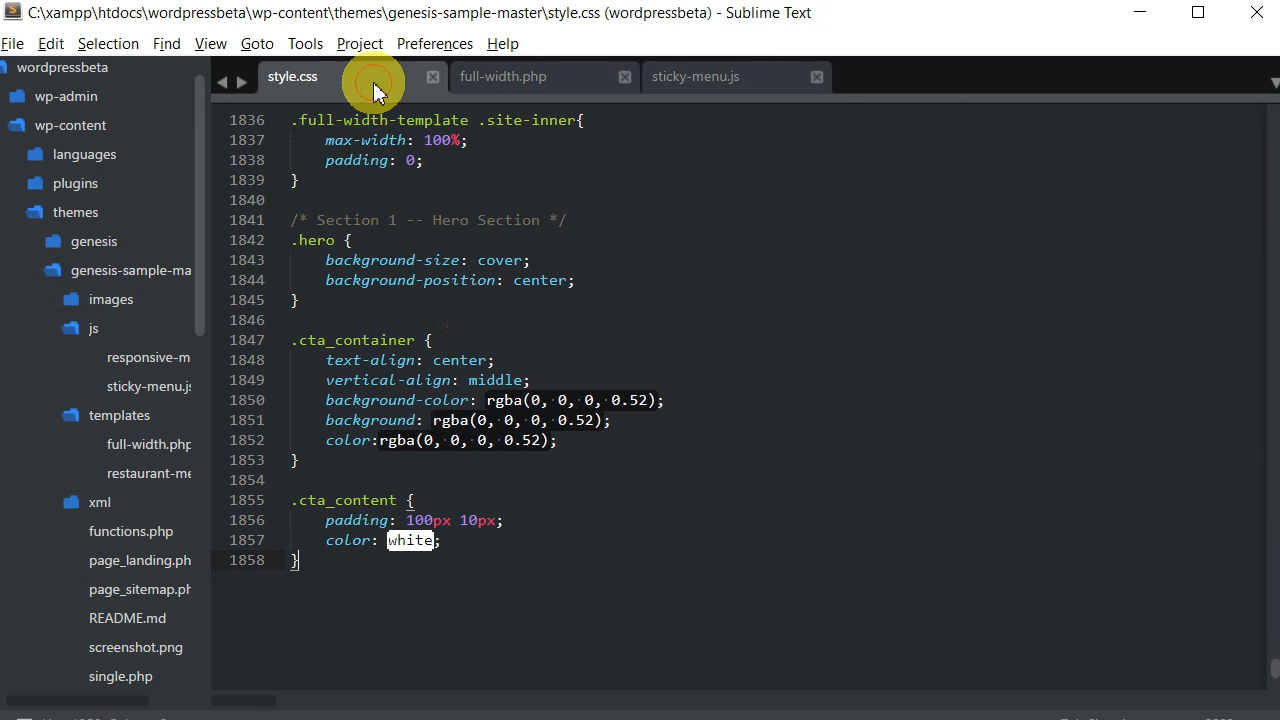 C:\xampp\htdocs\wordpressbeta\wp-content\themes\genesis-sample-master\style.css (wordpressbeta) - Sublime Text
File Edit Selection Find View Goto Tools Project Preferences Help
wordpressbeta
wp-admin
wp-content
languages
plugins
themes
genesis
genesis-sample-ma
images
js
responsive-m
sticky-menu.js
templates
full-width.php
restaurant-me
xml
functions.php
page_landing.ph
page_sitemap.ph
README.md
screenshot.png
single.php
style.css full-width.php sticky-menu.js
1836 .full-width-template .site-inner{
1837 max-width: 100%;
1838 padding: 0;
1839 }
1840
1841 /* Section 1 -- Hero Section */
1842 .hero {
1843 background-size: cover;
1844 background-position: center;
1845 }
1846
1847 .cta_container {
1848 text-align: center;
1849 vertical-align: middle;
1850 background-color: rgba(0, 0, 0, 0.52);
1851 background: rgba(0, 0, 0, 0.52);
1852 color:rgba(0, 0, 0, 0.52);
1853 }
1854
1855 .cta_content {
1856 padding: 100px 10px;
1857 color: white;
1858 }